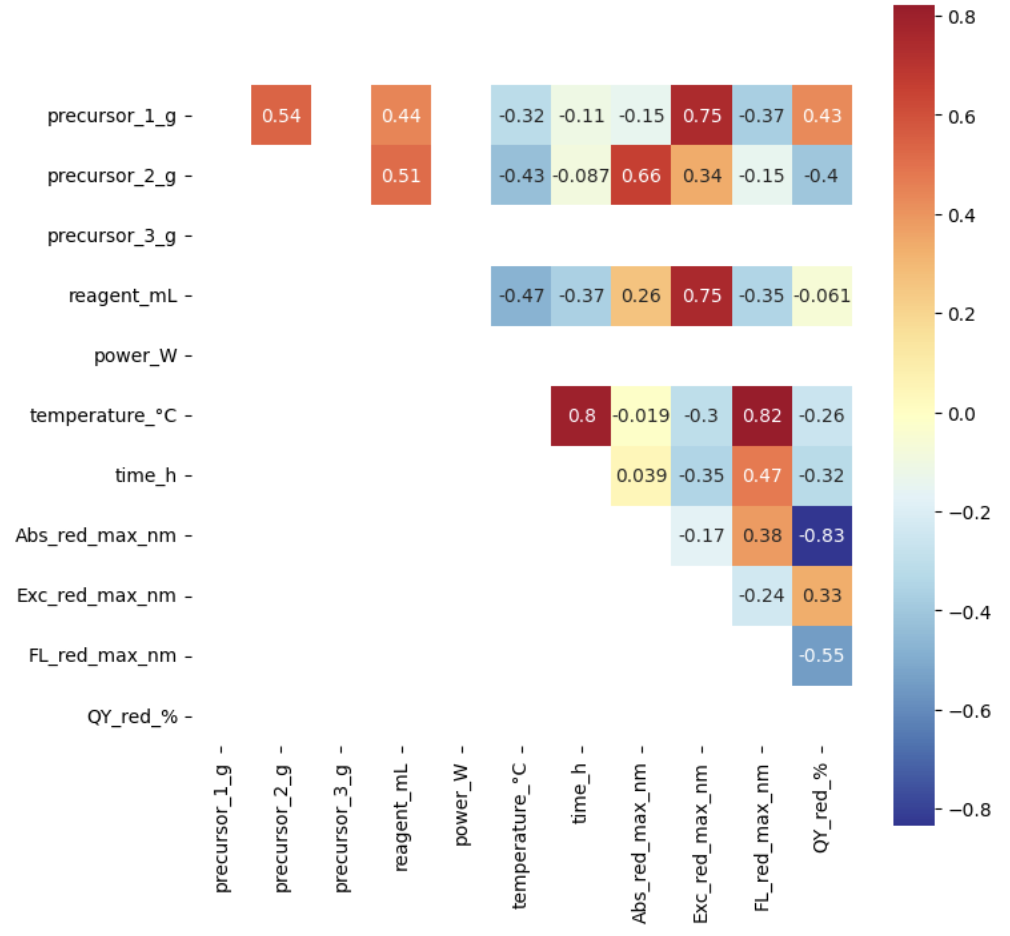 0.8
precursor_1_g 0.54 0.44 -0.32 -0.11 -0.15 0.75 -0.37 0.43
0.6
precursor_2_g 0.51 -0.43 -0.087 0.66 0.34 -0.15 -0.4
precursor_3_g
0.4
reagent_mL -0.47 -0.37 0.26 0.75 -0.35 -0.061
0.2
power_W
temperature_°C 0.8 -0.019 -0.3 0.82 -0.26
0.0
time_h 0.039 -0.35 0.47 -0.32
−0.2
Abs_red_max_nm -0.17 0.38 -0.83
Exc_red_max_nm -0.24 0.33
−0.4
FL_red_max_nm -0.55
−0.6
QY_red_%
−0.8
precursor_1_g
precursor_2_g
precursor_3_g
reagent_mL
power_W
temperature_°C
time_h
Abs_red_max_nm
Exc_red_max_nm
FL_red_max_nm
QY_red_%